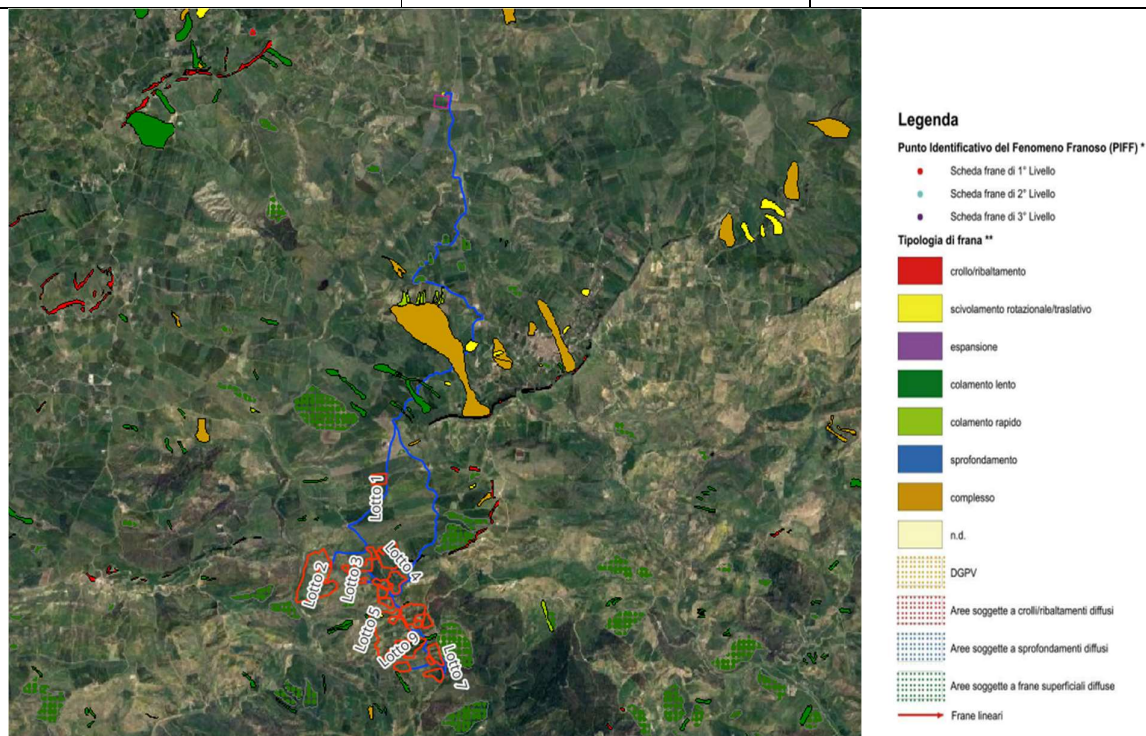 Legenda
Punto Identificativo del Fenomeno Franoso (PIFF) *
Scheda frane di 1° Livello
Scheda frane di 2° Livello
Scheda frane di 3° Livello
Tipologia di frana **
crollo/ribaltamento
scivolamento rotazionale/traslativo
espansione
colamento lento
colamento rapido
sprofondamento
complesso
n.d.
DGPV
Aree soggette a crolli/ribaltamenti diffusi
Aree soggette a sprofondamenti diffusi
Aree soggette a frane superficiali diffuse
Frane lineari
Lotto 1
Lotto 2
Lotto 3
Lotto 4
Lotto 5
Lotto 9
Lotto 7